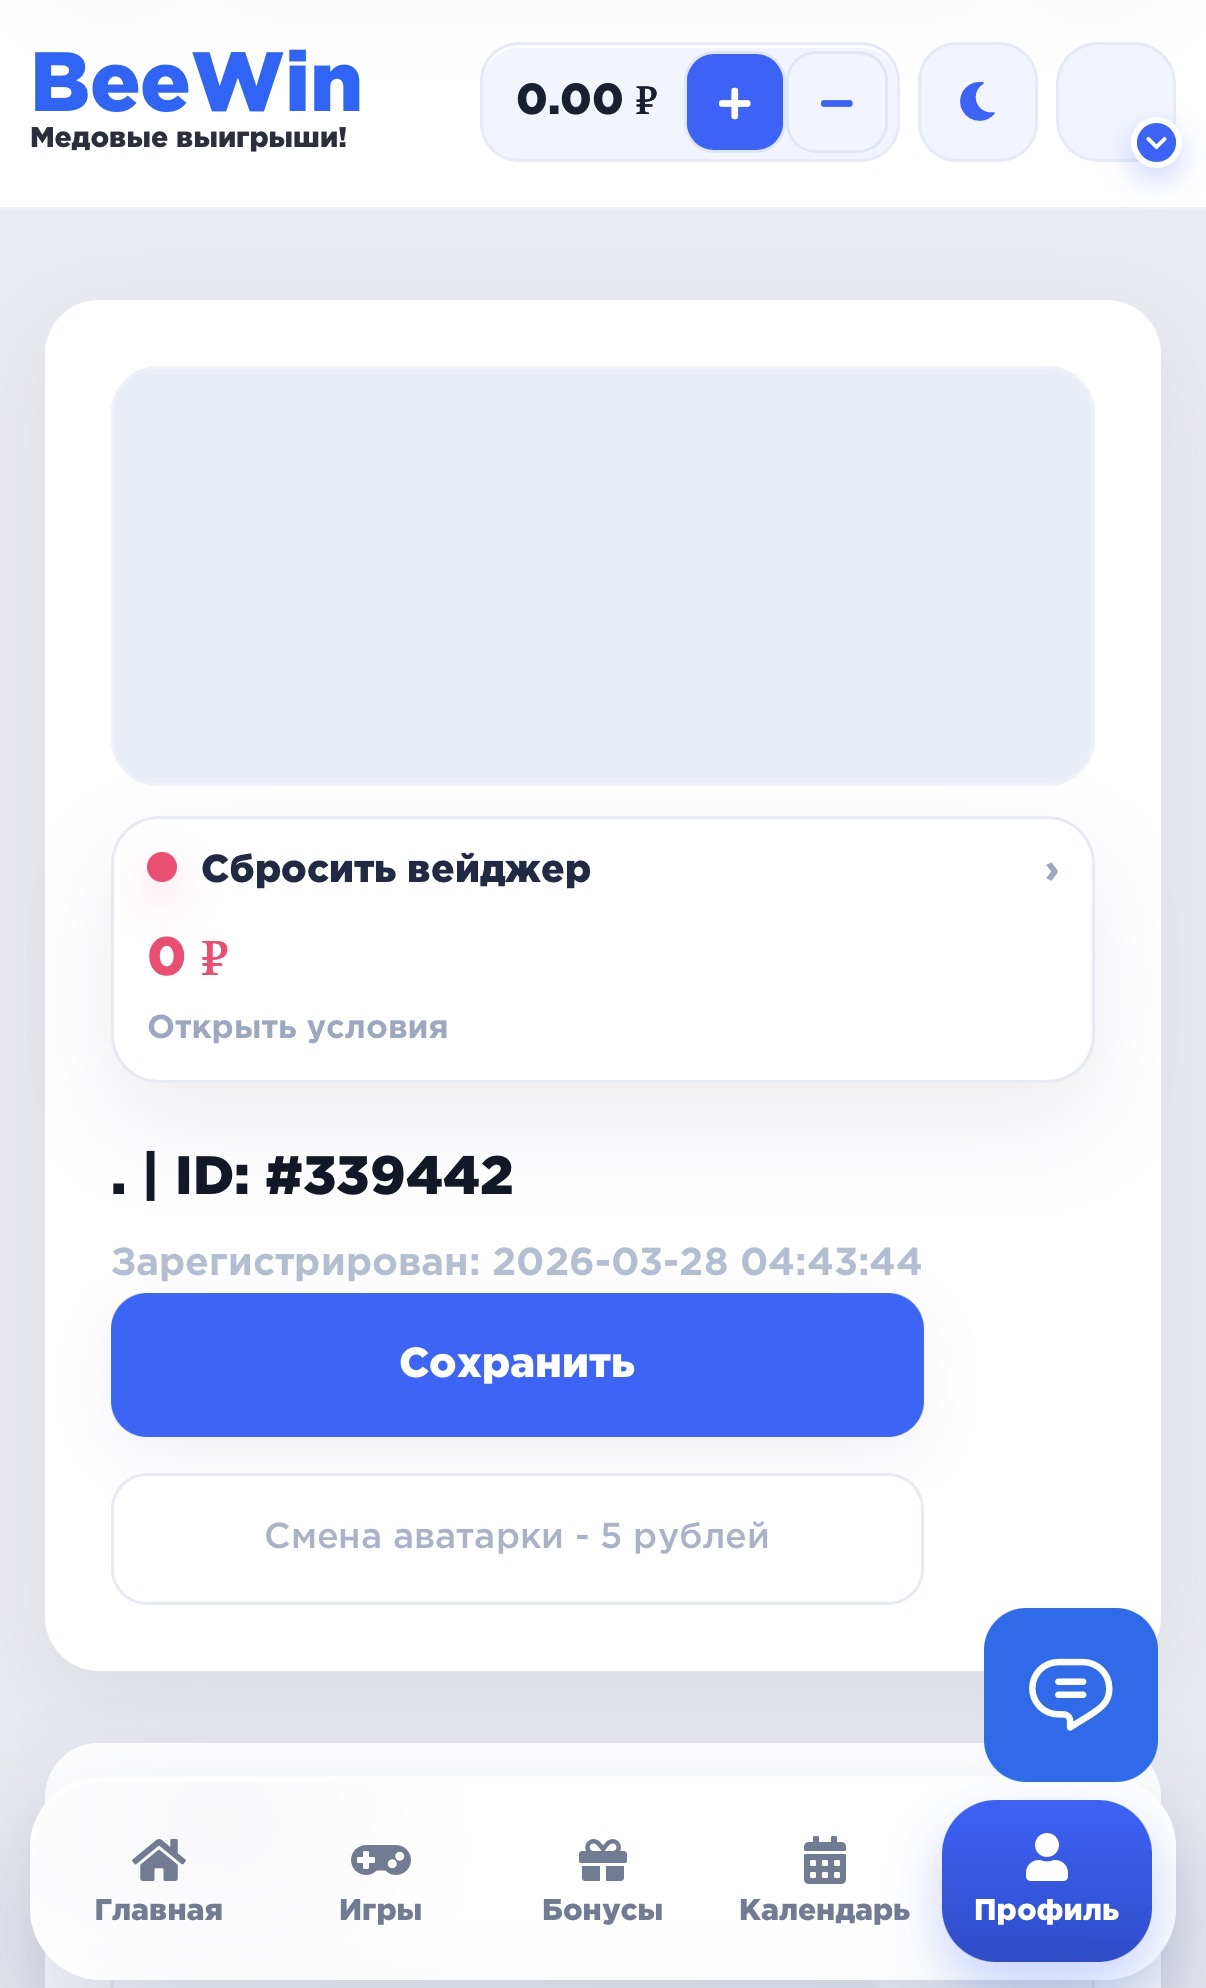 BeeWin
Медовые выигрыши!
0.00 ₽
Сбросить вейджер
0 ₽
Открыть условия
. | ID: #339442
Зарегистрирован: 2026-03-28 04:43:44
Сохранить
Смена аватарки - 5 рублей
Главная
Игры
Бонусы
Календарь
Профиль